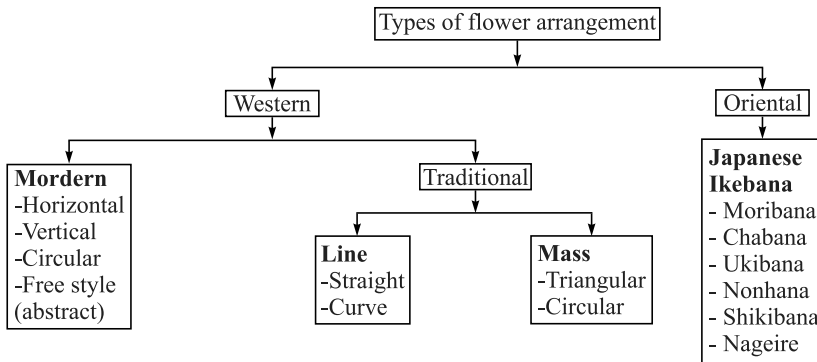 Types of flower arrangement
Western
Oriental
Mordern
-Horizontal
-Vertical
-Circular
-Free style
(abstract)
Traditional
Line
-Straight
-Curve
Mass
-Triangular
-Circular
Japanese
Ikebana
- Moribana
- Chabana
- Ukibana
- Nonhana
- Shikibana
- Nageire